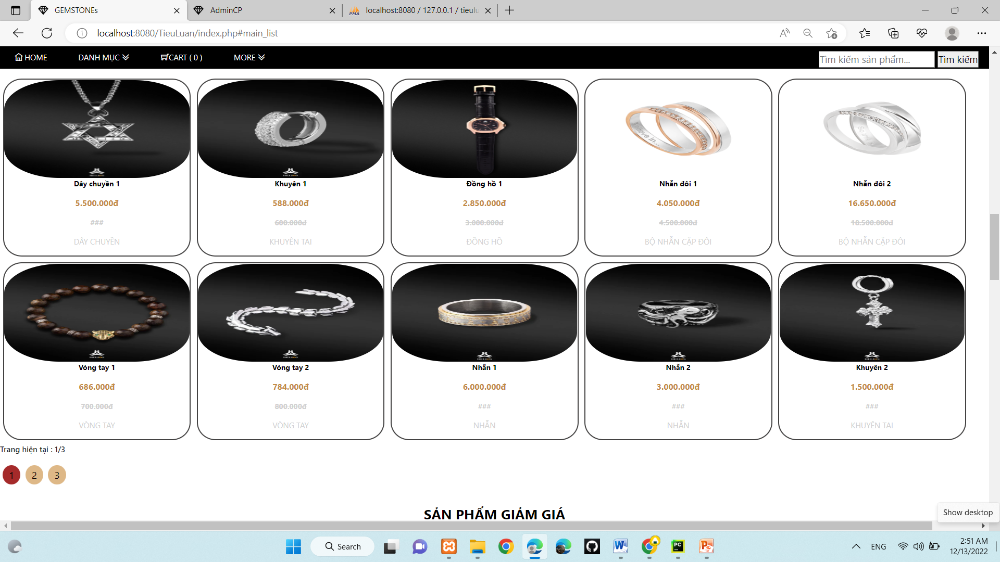 GEMSTONEs
AdminCP
localhost:8080 / 127.0.0.1 / tieulu
localhost:8080/TieuLuan/index.php#main_list
HOME
DANH MỤC
CART ( 0 )
MORE
Tìm kiếm sản phẩm...
Tìm kiếm
Dây chuyền 1
Khuyên 1
Đồng hồ 1
Nhẫn đôi 1
Nhẫn đôi 2
5.500.000đ
588.000đ
2.850.000đ
4.050.000đ
16.650.000đ
###
600.000đ
3.000.000đ
4.500.000đ
18.500.000đ
DÂY CHUYỀN
KHUYÊN TAI
ĐỒNG HỒ
BỘ NHẪN CẶP ĐÔI
BỘ NHẪN CẶP ĐÔI
Vòng tay 1
Vòng tay 2
Nhẫn 1
Nhẫn 2
Khuyên 2
686.000đ
784.000đ
6.000.000đ
3.000.000đ
1.500.000đ
700.000đ
800.000đ
###
###
###
VÒNG TAY
VÒNG TAY
NHẪN
NHẪN
KHUYÊN TAI
Trang hiện tại : 1/3
1 2 3
SẢN PHẨM GIẢM GIÁ
Show desktop
Search
ENG
2:51 AM
12/13/2022